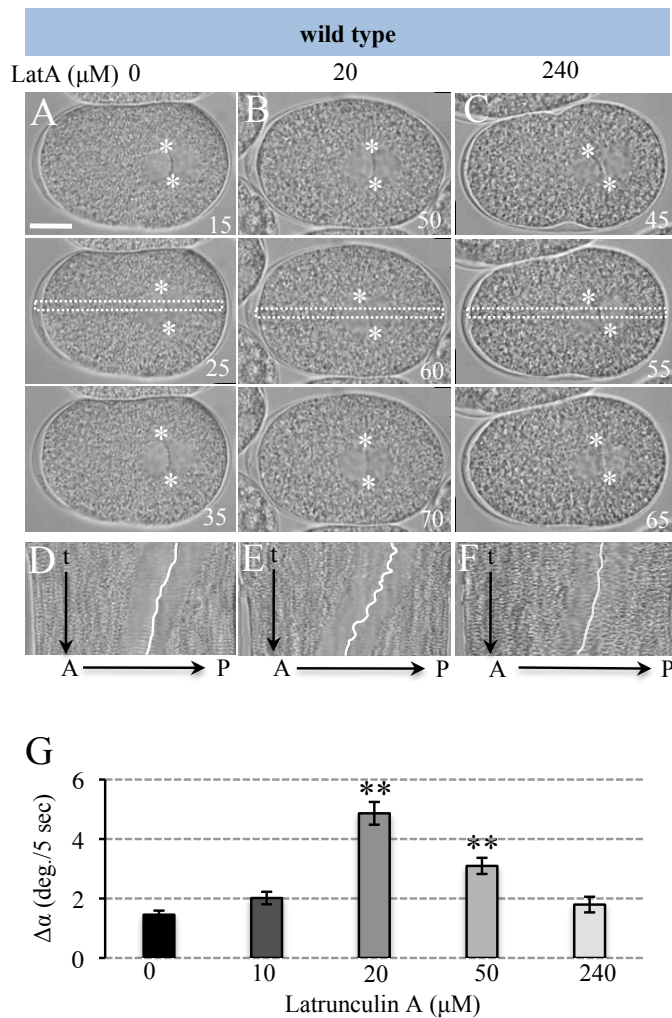 wild type
LatA (μM) 0 20 240
A B C
* * *
* * *
15 50 45
* * *
* * *
25 60 55
* * *
* * *
35 70 65
D E F
t t t
A P A P A P
G
6
4
2
0
** **
Δα (deg./5 sec)
0 10 20 50 240
Latrunculin A (μM)